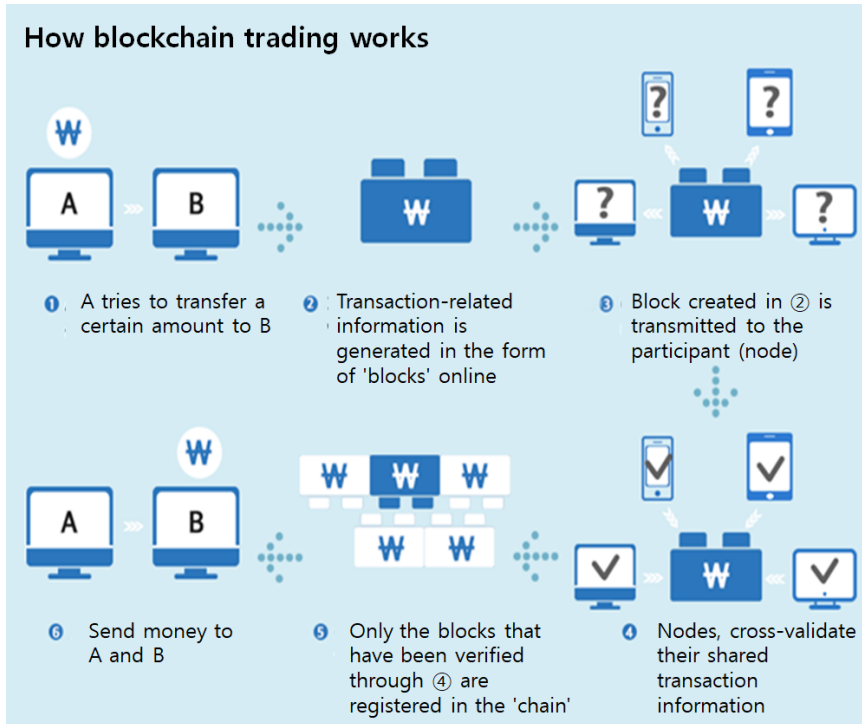 How blockchain trading works
₩
? ?
A B ₩ ? ₩ ?
❶ A tries to transfer a
certain amount to B
❷ Transaction-related
information is
generated in the form
of 'blocks' online
❸ Block created in ② is
transmitted to the
participant (node)
₩
₩ ₩ ₩
A B ₩ ₩ ₩
❹ Nodes, cross-validate
their shared
transaction
information
❺ Only the blocks that
have been verified
through ④ are
registered in the 'chain'
❻ Send money to
A and B